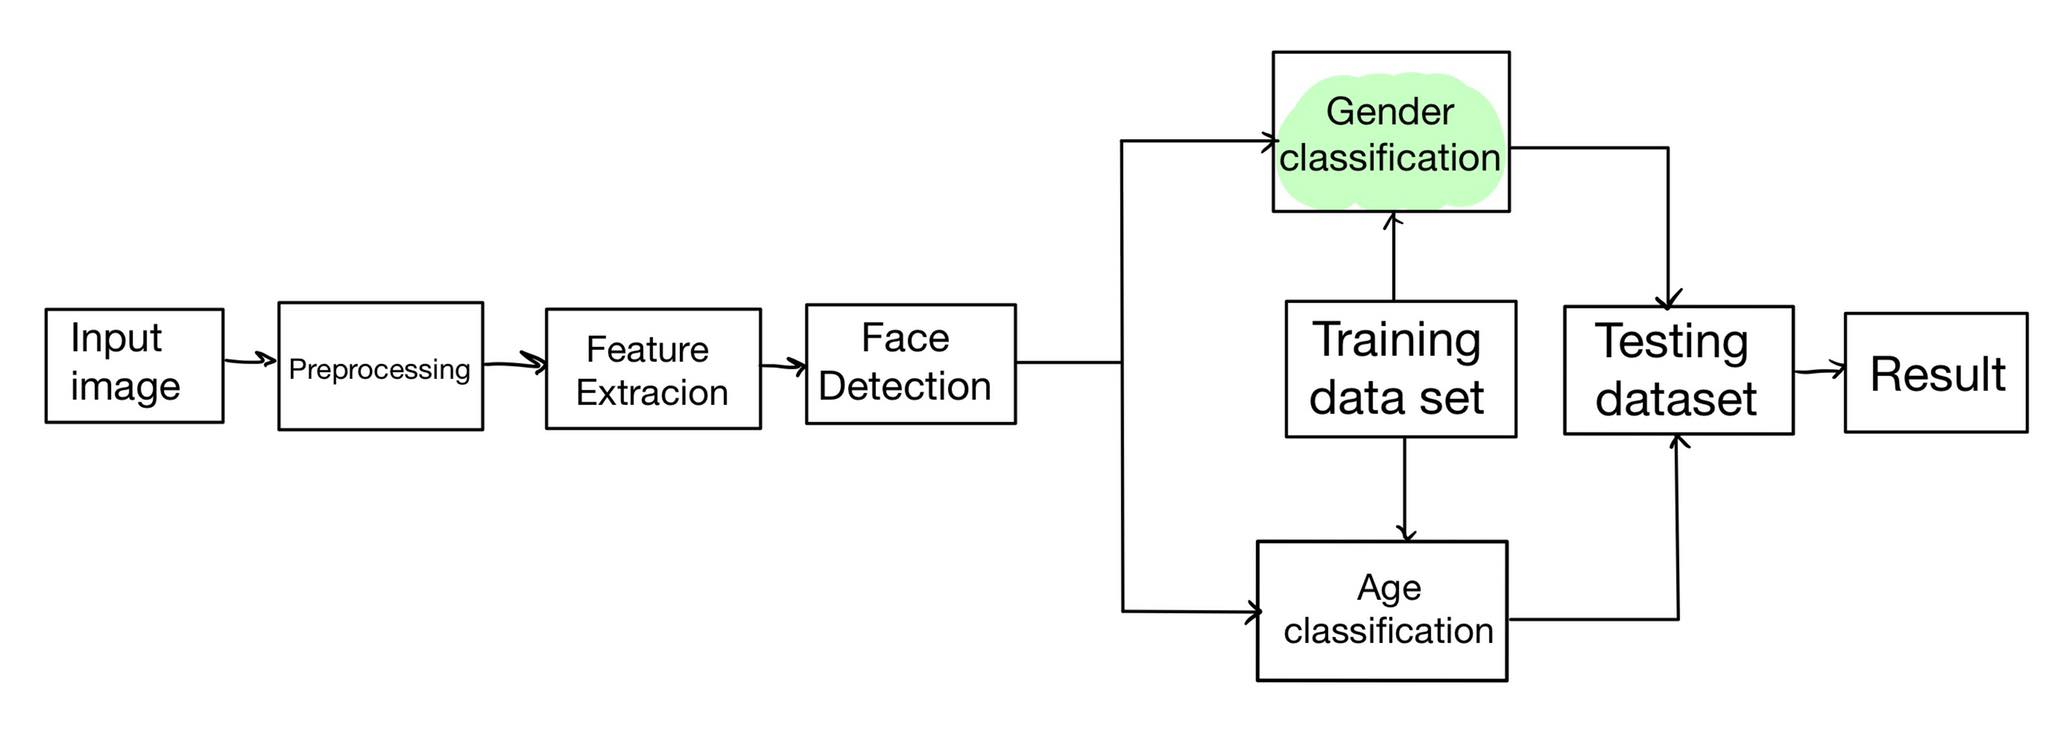 Input
image
Preprocessing
Feature
Extracion
Face
Detection
Gender
classification
Training
data set
Age
classification
Testing
dataset
Result